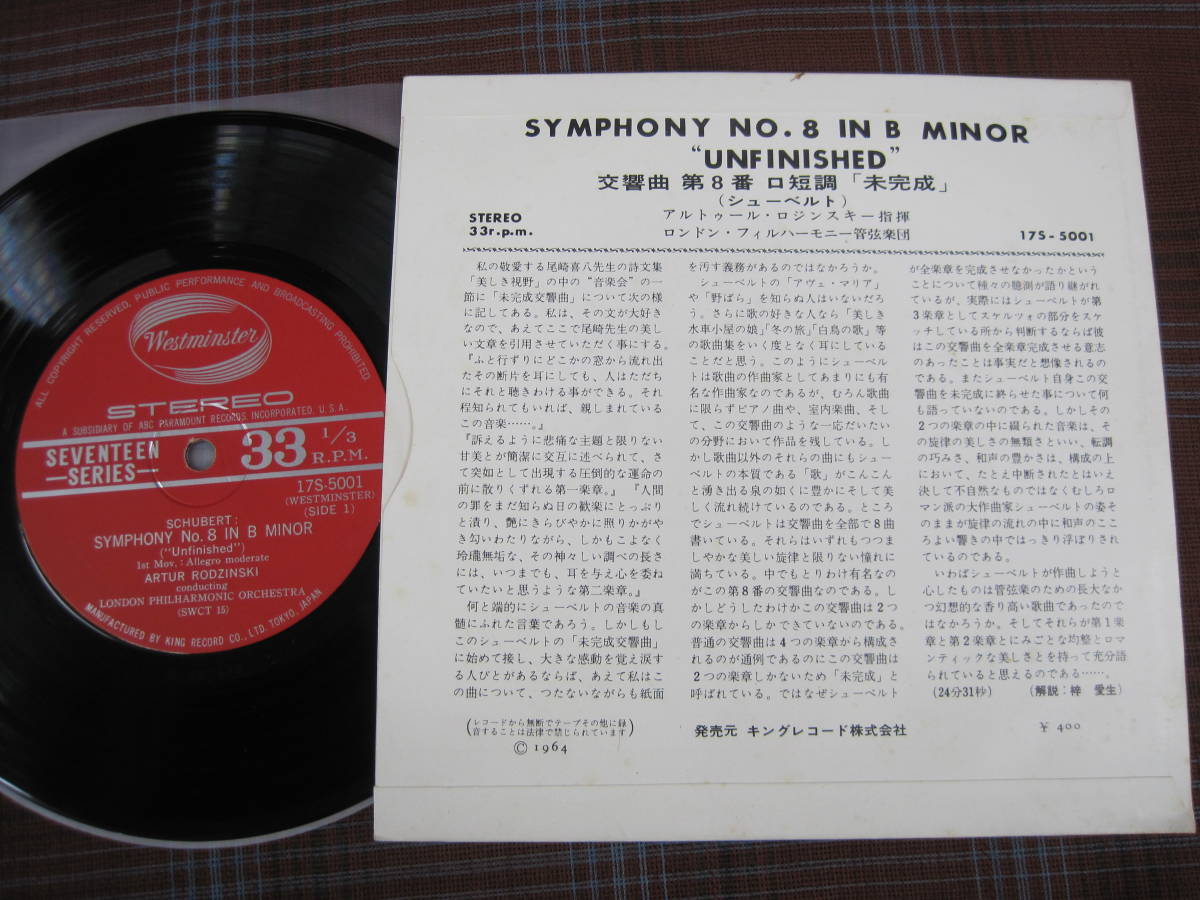 ALL COPYRIGHT RESERVED, PUBLIC PERFORMANCE AND BROADCASTING PROHIBITED.
Westminster
STEREO
A SUBSIDIARY OF ABC PARAMOUNT RECORDS, INCORPORATED. U.S.A.
SEVENTEEN
SERIES
33 1/3
R.P.M.
17S-5001
(WESTMINSTER)
(SIDE 1)
SCHUBERT:
SYMPHONY No. 8 IN B MINOR
("Unfinished")
1st Mov.: Allegro moderate
ARTUR RODZINSKI
conducting
LONDON PHILHARMONIC ORCHESTRA
(SWCT 15)
MANUFACTURED BY KING RECORD CO., LTD. TOKYO, JAPAN
SYMPHONY NO. 8 IN B MINOR
"UNFINISHED"
交響曲 第8番 ロ短調「未完成」
(シューベルト)
アルトゥール・ロジンスキー指揮
ロンドン・フィルハーモニー管弦楽団
STEREO
33r.p.m.
17S-5001
私の敬愛する尾崎喜八先生の詩文集
「美しき視野」の中の"音楽会"の一
節に「未完成交響曲」について次の様
に記してある。私は、その文が大好き
なので、あえてここで尾崎先生の美し
い文章を引用させていただく事にする。
『ふと行ずりにどこかの窓から流れ出
たその断片を耳にしても、人はただち
にそれと聴きわける事ができる。それ
程知られてもいれば、親しまれている
この音楽……。』
『訴えるように悲痛な主題と限りない
甘美とが簡潔に交互に述べられて、さ
て突如として出現する圧倒的な運命の
前に散りくずれる第一楽章。』『人間
の罪をまだ知らぬ日の歓楽にとっぷり
と漬り、艶にきらびやかに照りかがや
き匂いわたりながら、しかもこよなく
玲瓏無垢な、その神々しい調べの長さ
には、いつまでも、耳を与え心を委ね
ていたいと思うような第二楽章。』
何と端的にシューベルトの音楽の真
髄にふれた言葉であろう。しかしもし
このシューベルトの「未完成交響曲」
に始めて接し、大きな感動を覚え涙す
る人びとがあるならば、あえて私はこ
の曲について、つたないながらも紙面
を汚す義務があるのではなかろうか。
シューベルトの「アヴェ・マリア」
や「野ばら」を知らぬ人はいないだろ
う。さらに歌の好きな人なら「美しき
水車小屋の娘」「冬の旅」「白鳥の歌」等
の歌曲集をいく度となく耳にしている
ことだと思う。このようにシューベル
トは歌曲の作曲家としてあまりにも有
名な作曲家なのであるが、むろん歌曲
に限らずピアノ曲や、室内楽曲、そし
て、この交響曲のような一応だいたい
の分野において作品を残している。し
かし歌曲以外のそれらの曲にもシュー
ベルトの本質である「歌」がこんこん
と湧き出る泉の如くに豊かにそして美
しく流れ続けているのである。ところ
でシューベルトは交響曲を全部で8曲
書いている。それらはいずれもつつま
しやかな美しい旋律と限りない憧れに
満ちている。中でもとりわけ有名なの
がこの第8番の交響曲なのである。し
かしどうしたわけかこの交響曲は2つ
の楽章からしかできていないのである。
普通の交響曲は4つの楽章から構成さ
れるのが通例であるのにこの交響曲は
2つの楽章しかないため「未完成」と
呼ばれている。ではなぜシューベルト
が全楽章を完成させなかったかという
ことについて種々の臆測が語り継がれ
ているが、実際にはシューベルトが第
3楽章としてスケルツォの部分をスケ
ッチしている所から判断するならば彼
はこの交響曲を全楽章完成させる意志
のあったことは事実だと想像されるの
である。またシューベルト自身この交
響曲を未完成に終らせた事について何
も語っていないのである。しかしその
2つの楽章の中に綴られた音楽は、そ
の旋律の美しさの無類さといい、転調
の巧みさ、和声の豊かさは、構成の上
において、たとえ中断されたとはいえ
決して不自然なものではなくむしろロ
マン派の大作曲家シューベルトの姿そ
のままが旋律の流れの中に和声のここ
ろよい響きの中ではっきり浮ぼりされ
ているのである。
いわばシューベルトが作曲しようと
心したものは管弦楽のための長大なか
つ幻想的な香り高い歌曲であったので
はなかろうか。そしてそれらが第1楽
章と第2楽章とにみごとな均整とロマ
ンティックな美しさとを持って充分語
られていると思えるのである……。
(24分31秒) (解説:梓 愛生)
(レコードから無断でテープその他に録
音することは法律で禁じられています)
© 1964
発売元 キングレコード株式会社
¥ 400